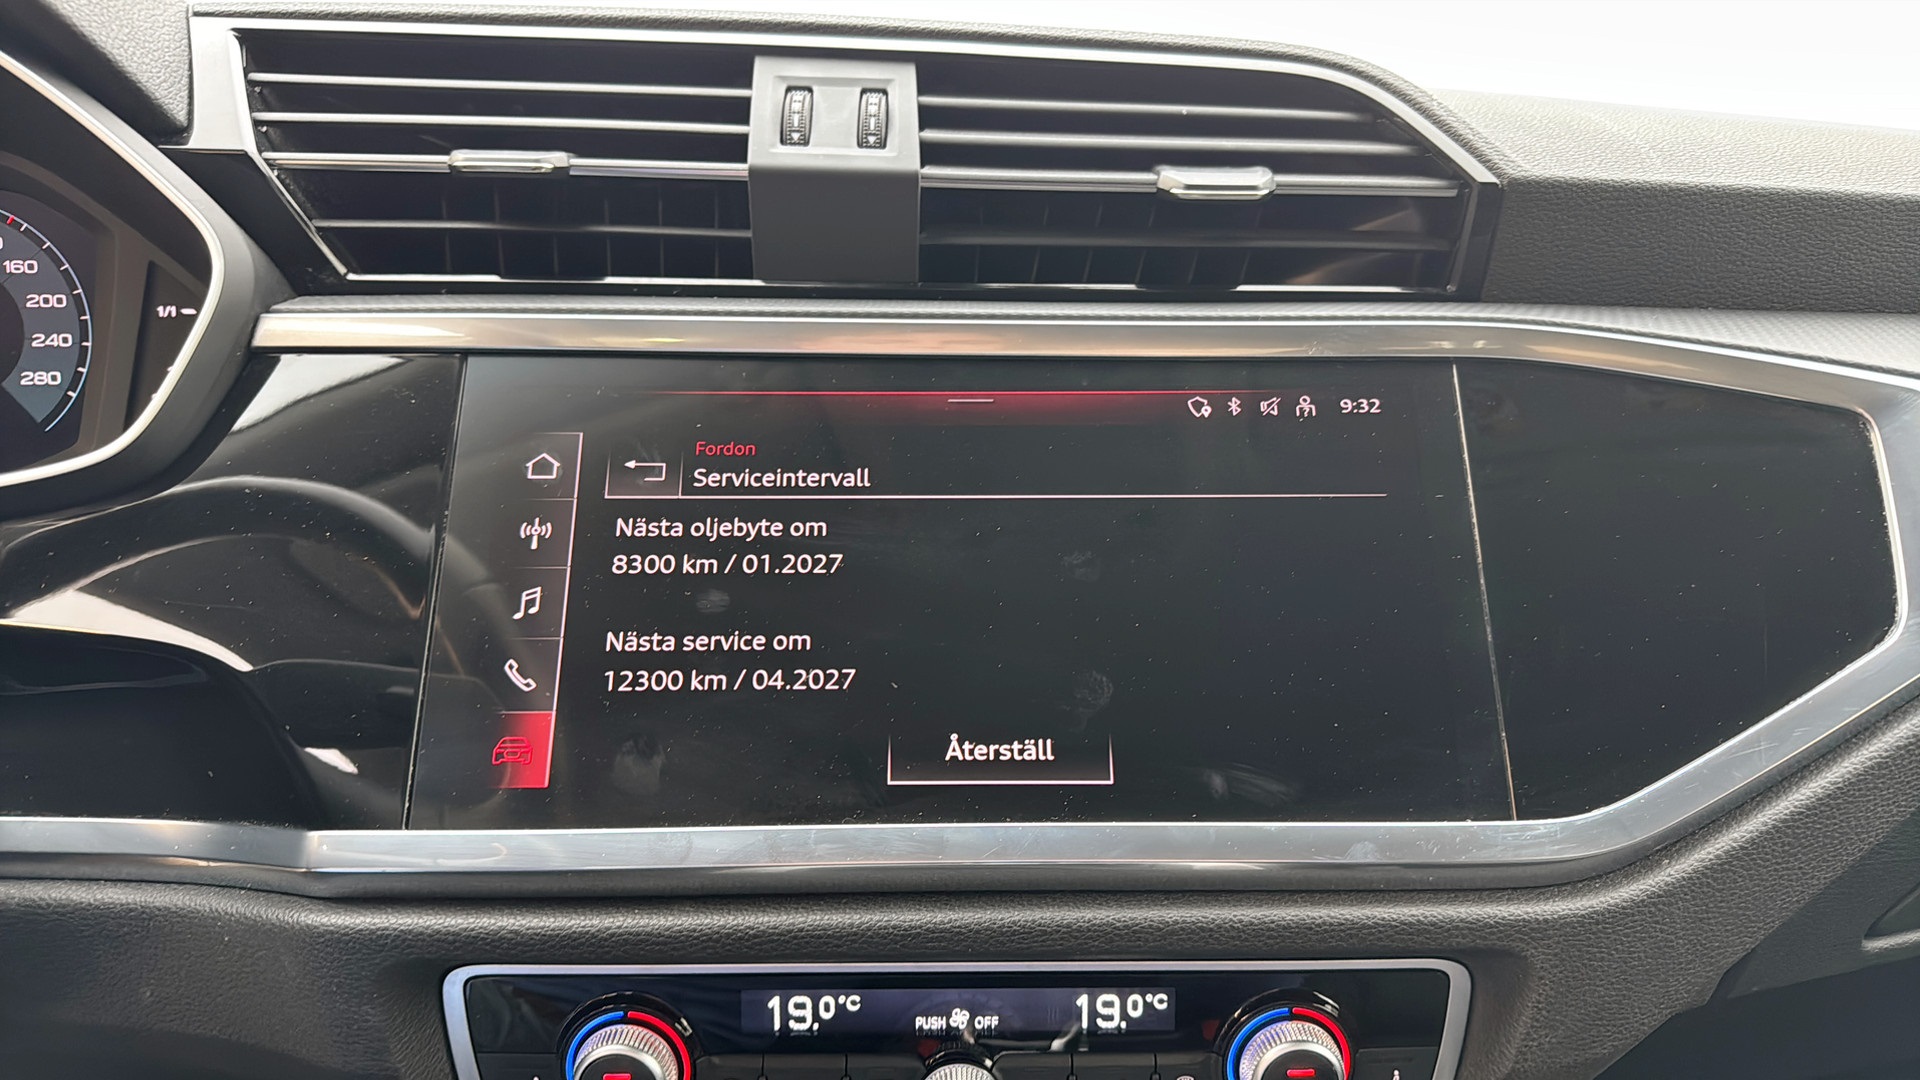 160
200
240
280
1/1
9:32
Fordon
Serviceintervall
Nästa oljebyte om
8300 km / 01.2027
Nästa service om
12300 km / 04.2027
Återställ
19.0°C
PUSH OFF
19.0°C